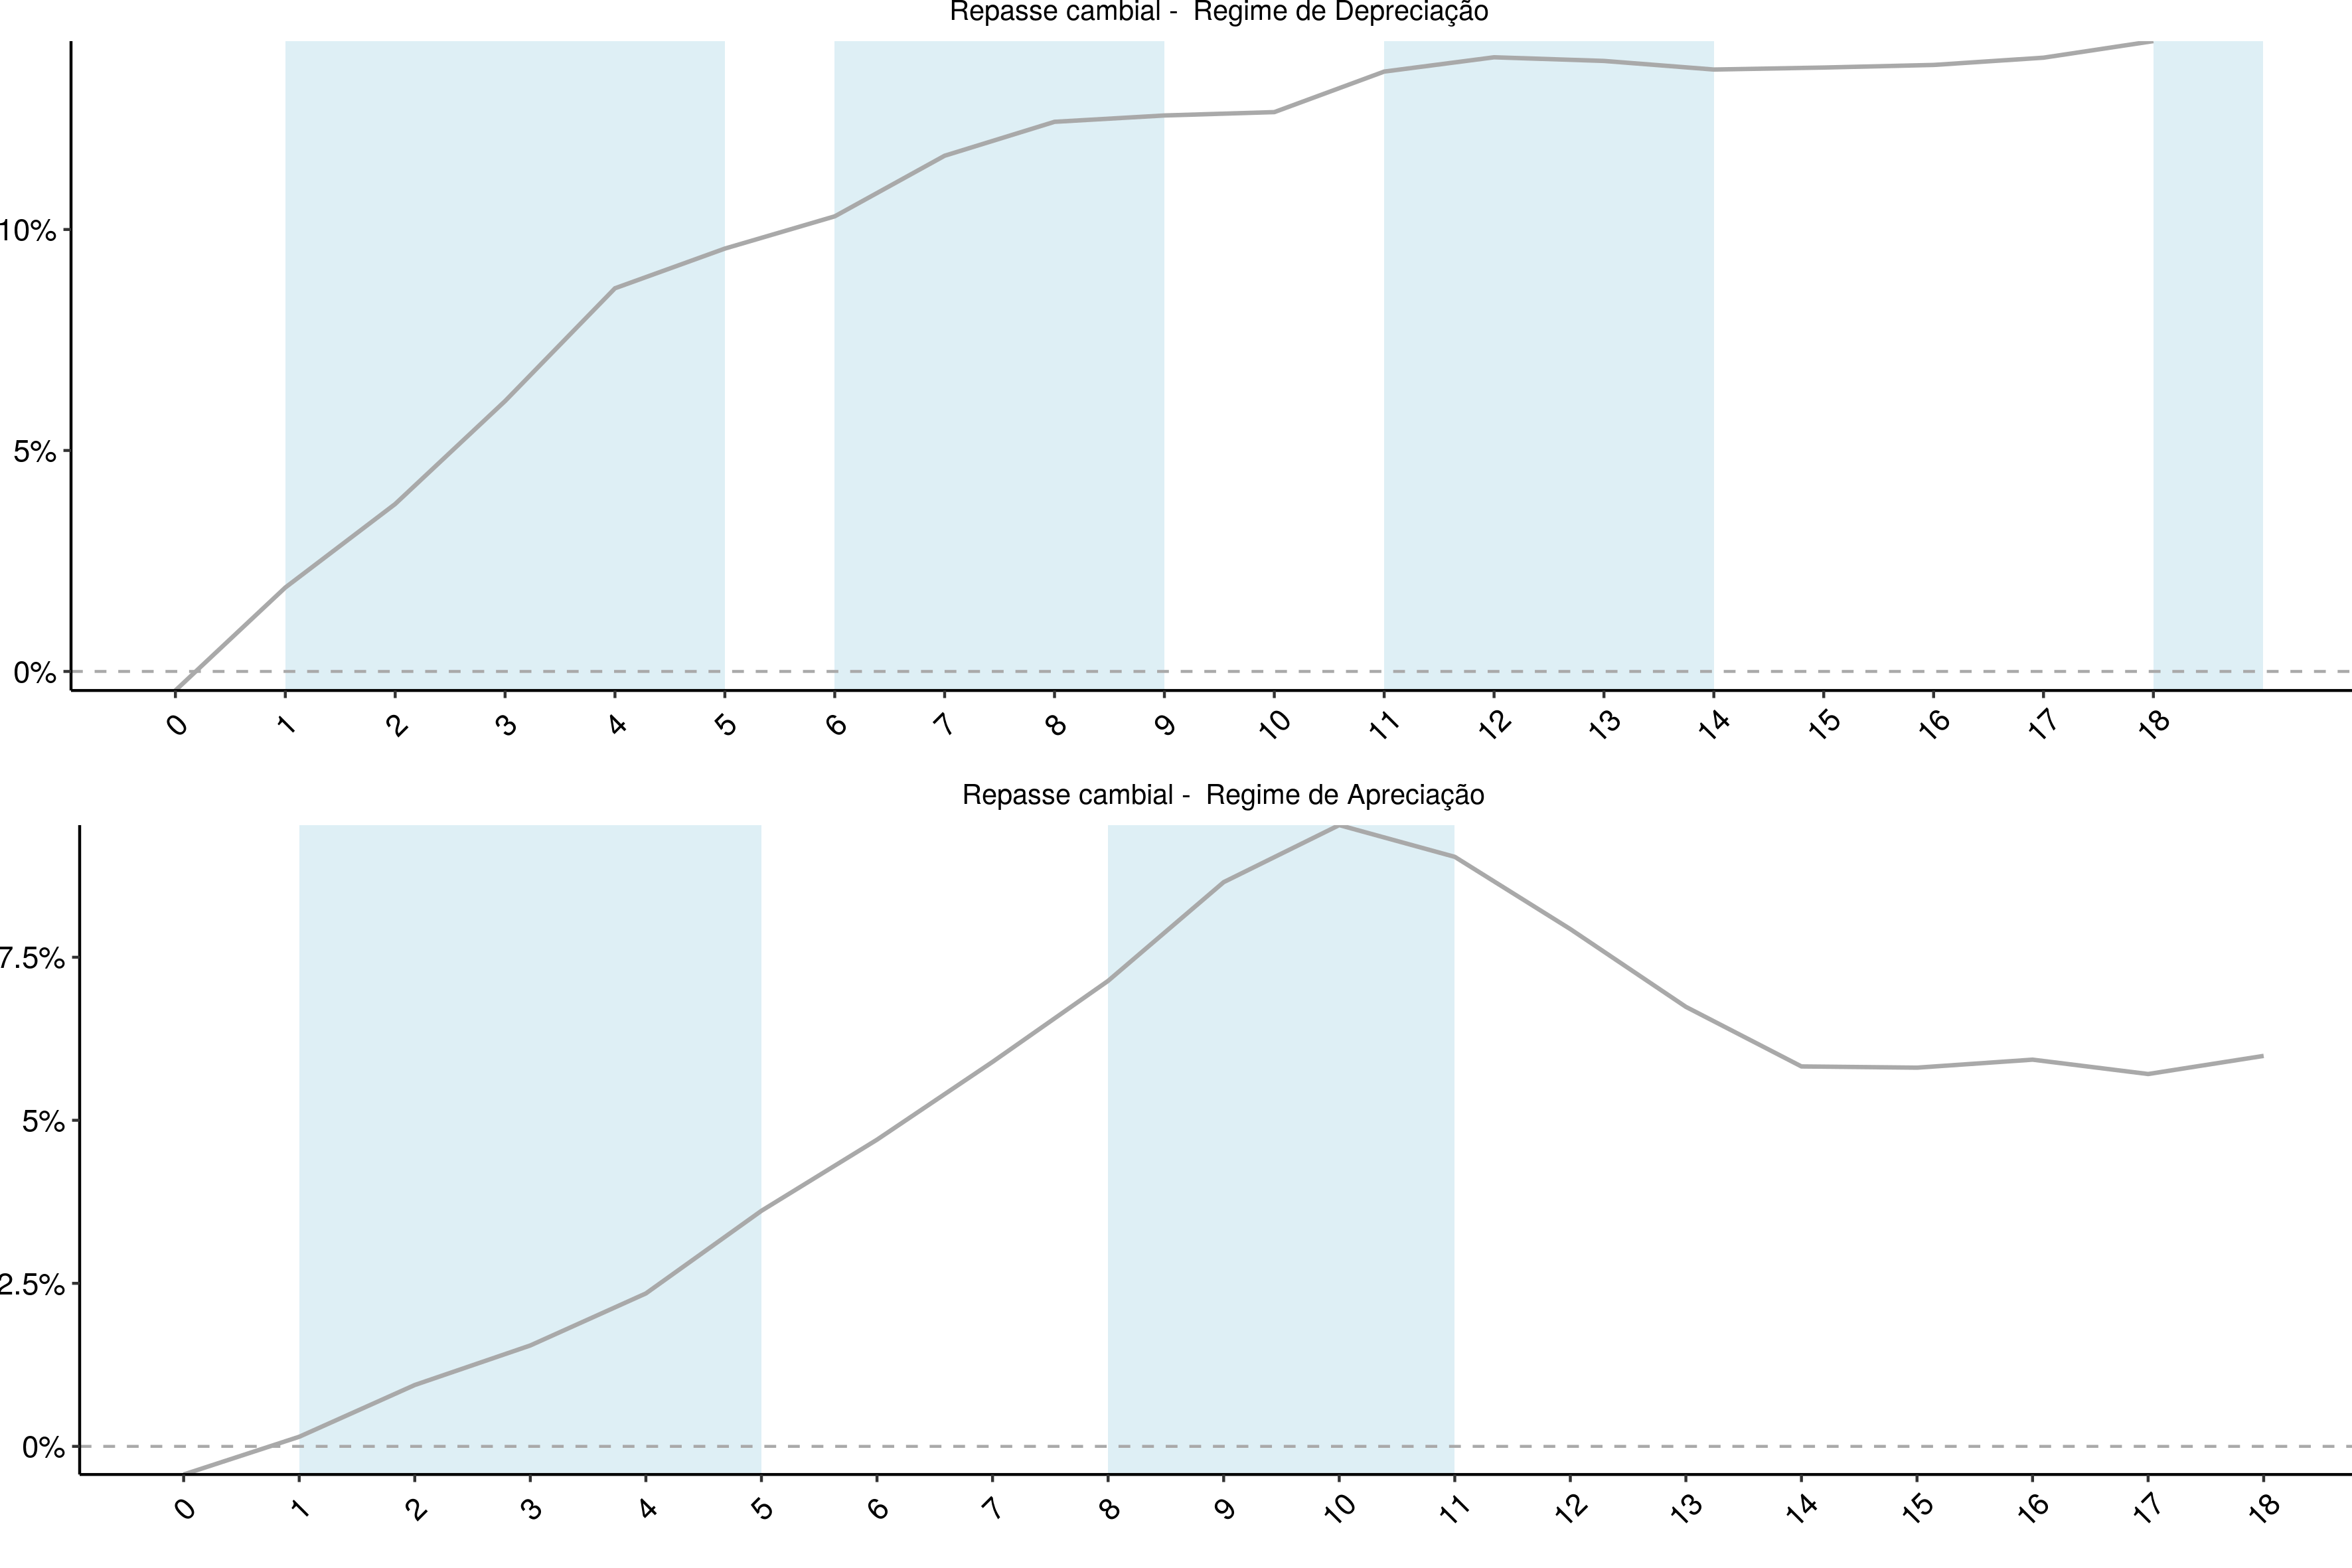 Repasse cambial -  Regime de Depreciação
10%
5%
0%
0 1 2 3 4 5 6 7 8 9 10 11 12 13 14 15 16 17 18
Repasse cambial -  Regime de Apreciação
7.5%
5%
2.5%
0%
0 1 2 3 4 5 6 7 8 9 10 11 12 13 14 15 16 17 18